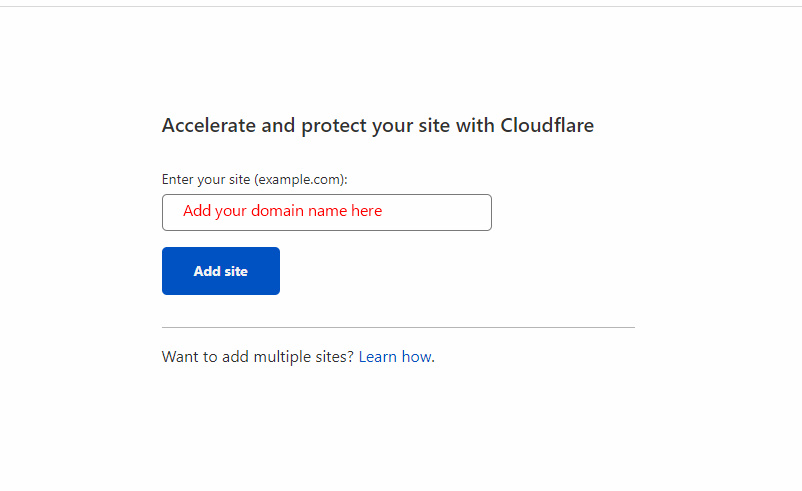 Accelerate and protect your site with Cloudflare
Enter your site (example.com):
Add your domain name here
Add site
Want to add multiple sites? Learn how.